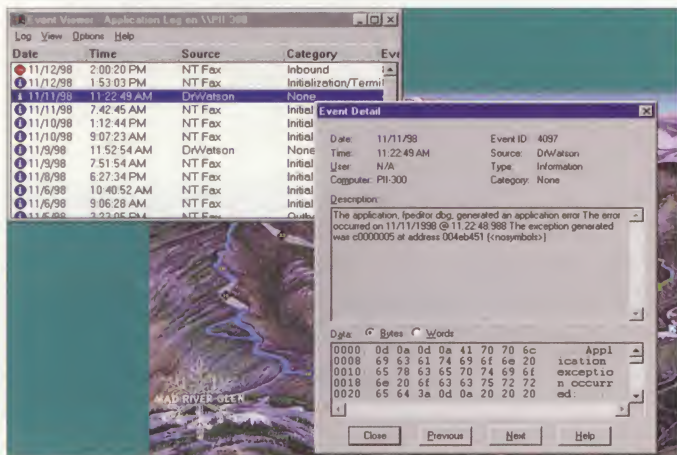 Event Viewer - Application Log on \\PII-300
Log View Options Help
Date Time Source Category Eve
11/12/98 2:00:20 PM NT Fax Inbound
11/12/98 1:53:03 PM NT Fax Initialization/Termi
11/11/98 11:22:49 AM DrWatson None
11/11/98 7.42:45 AM NT Fax Initial
11/10/98 1:12:44 PM NT Fax Initial
11/10/98 9:07:23 AM NT Fax Initial
11/9/98 11:52:54 AM DrWatson None
11/9/98 7.51:54 AM NT Fax Initial
11/8/98 6:27:34 PM NT Fax Initial
11/6/98 10:40:52 AM NT Fax Initial
11/6/98 9:06:28 AM NT Fax Initial
11/5/98 3:23:05 PM NT Fax Outbo
Event Detail
Date: 11/11/98 Event ID: 4097
Time: 11:22:49 AM Source: DrWatson
User: N/A Type: Information
Computer: PII-300 Category: None
Description:
The application, fpeditor dbg, generated an application error The error
occurred on 11/11/1998 @ 11.22 48.988 The exception generated
was c0000005 at address 004eb451 (<nosymbols>)
Data: Bytes Words
0000: 0d 0a 0d 0a 41 70 70 6c Appl
0008 69 63 61 74 69 6f 6e 20 ication
0010 65 78 63 65 70 74 69 6f exceptio
0018 6e 20 6f 63 63 75 72 72 n occurr
0020 65 64 3a 0d 0a 20 20 20 ed:
Close Previous Next Help
MAD RIVER GLEN